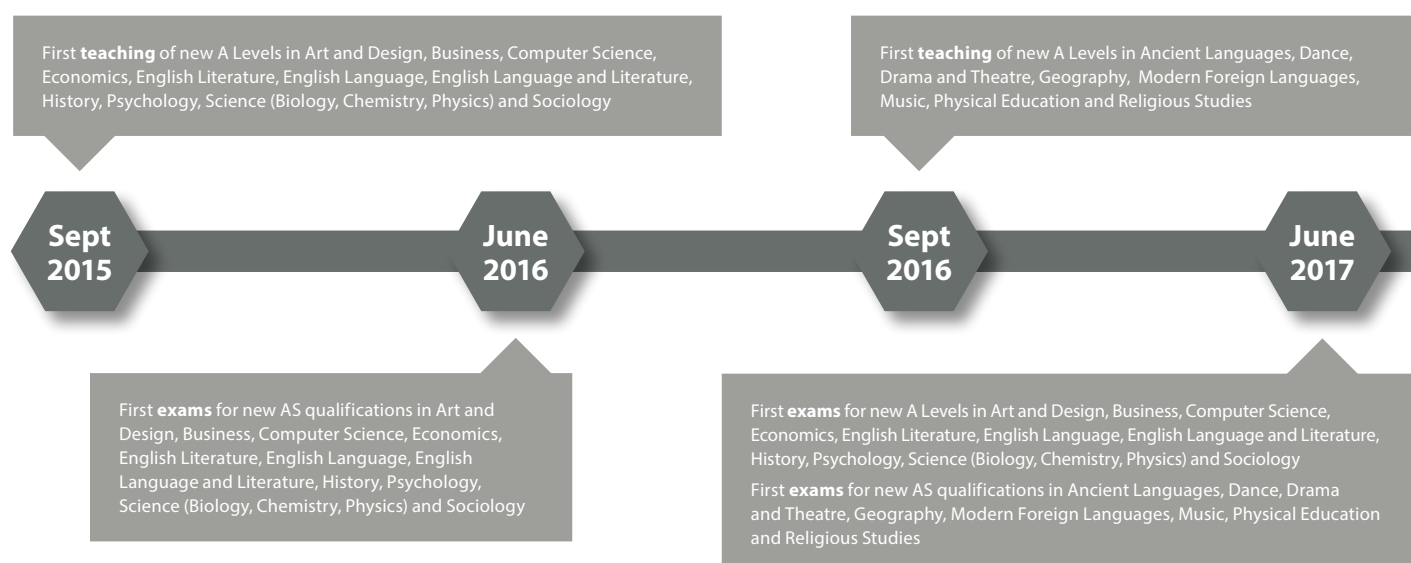 First teaching of new A Levels in Art and Design, Business, Computer Science,
Economics, English Literature, English Language, English Language and Literature,
History, Psychology, Science (Biology, Chemistry, Physics) and Sociology
First teaching of new A Levels in Ancient Languages, Dance,
Drama and Theatre, Geography, Modern Foreign Languages,
Music, Physical Education and Religious Studies
Sept
2015
June
2016
Sept
2016
June
2017
First exams for new AS qualifications in Art and
Design, Business, Computer Science, Economics,
English Literature, English Language, English
Language and Literature, History, Psychology,
Science (Biology, Chemistry, Physics) and Sociology
First exams for new A Levels in Art and Design, Business, Computer Science,
Economics, English Literature, English Language, English Language and Literature,
History, Psychology, Science (Biology, Chemistry, Physics) and Sociology
First exams for new AS qualifications in Ancient Languages, Dance, Drama
and Theatre, Geography, Modern Foreign Languages, Music, Physical Education
and Religious Studies